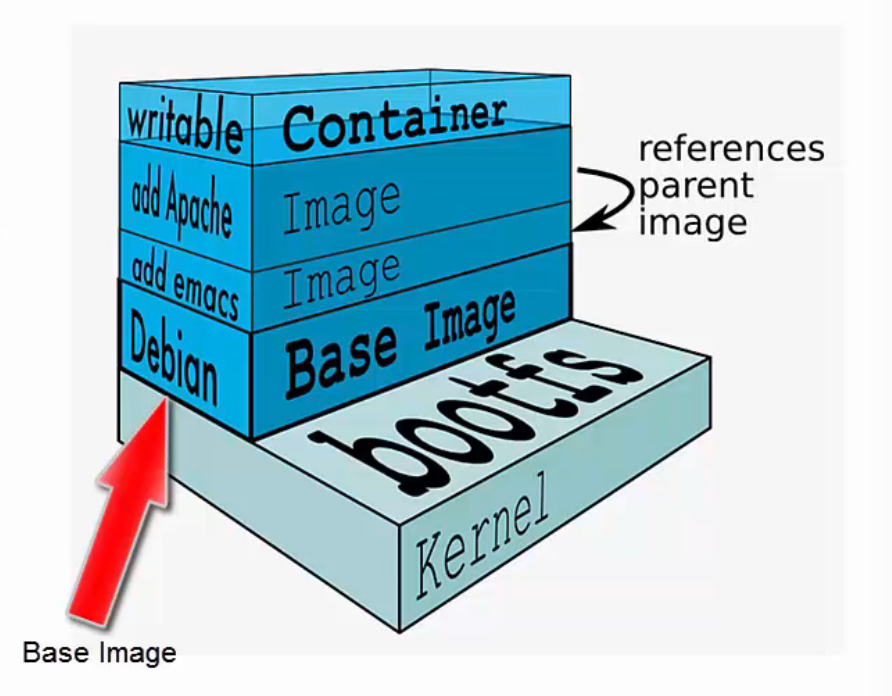 writable Container
add Apache Image
add emacs Image
Debian Base Image
references
parent
image
bootfs
Kernel
Base Image